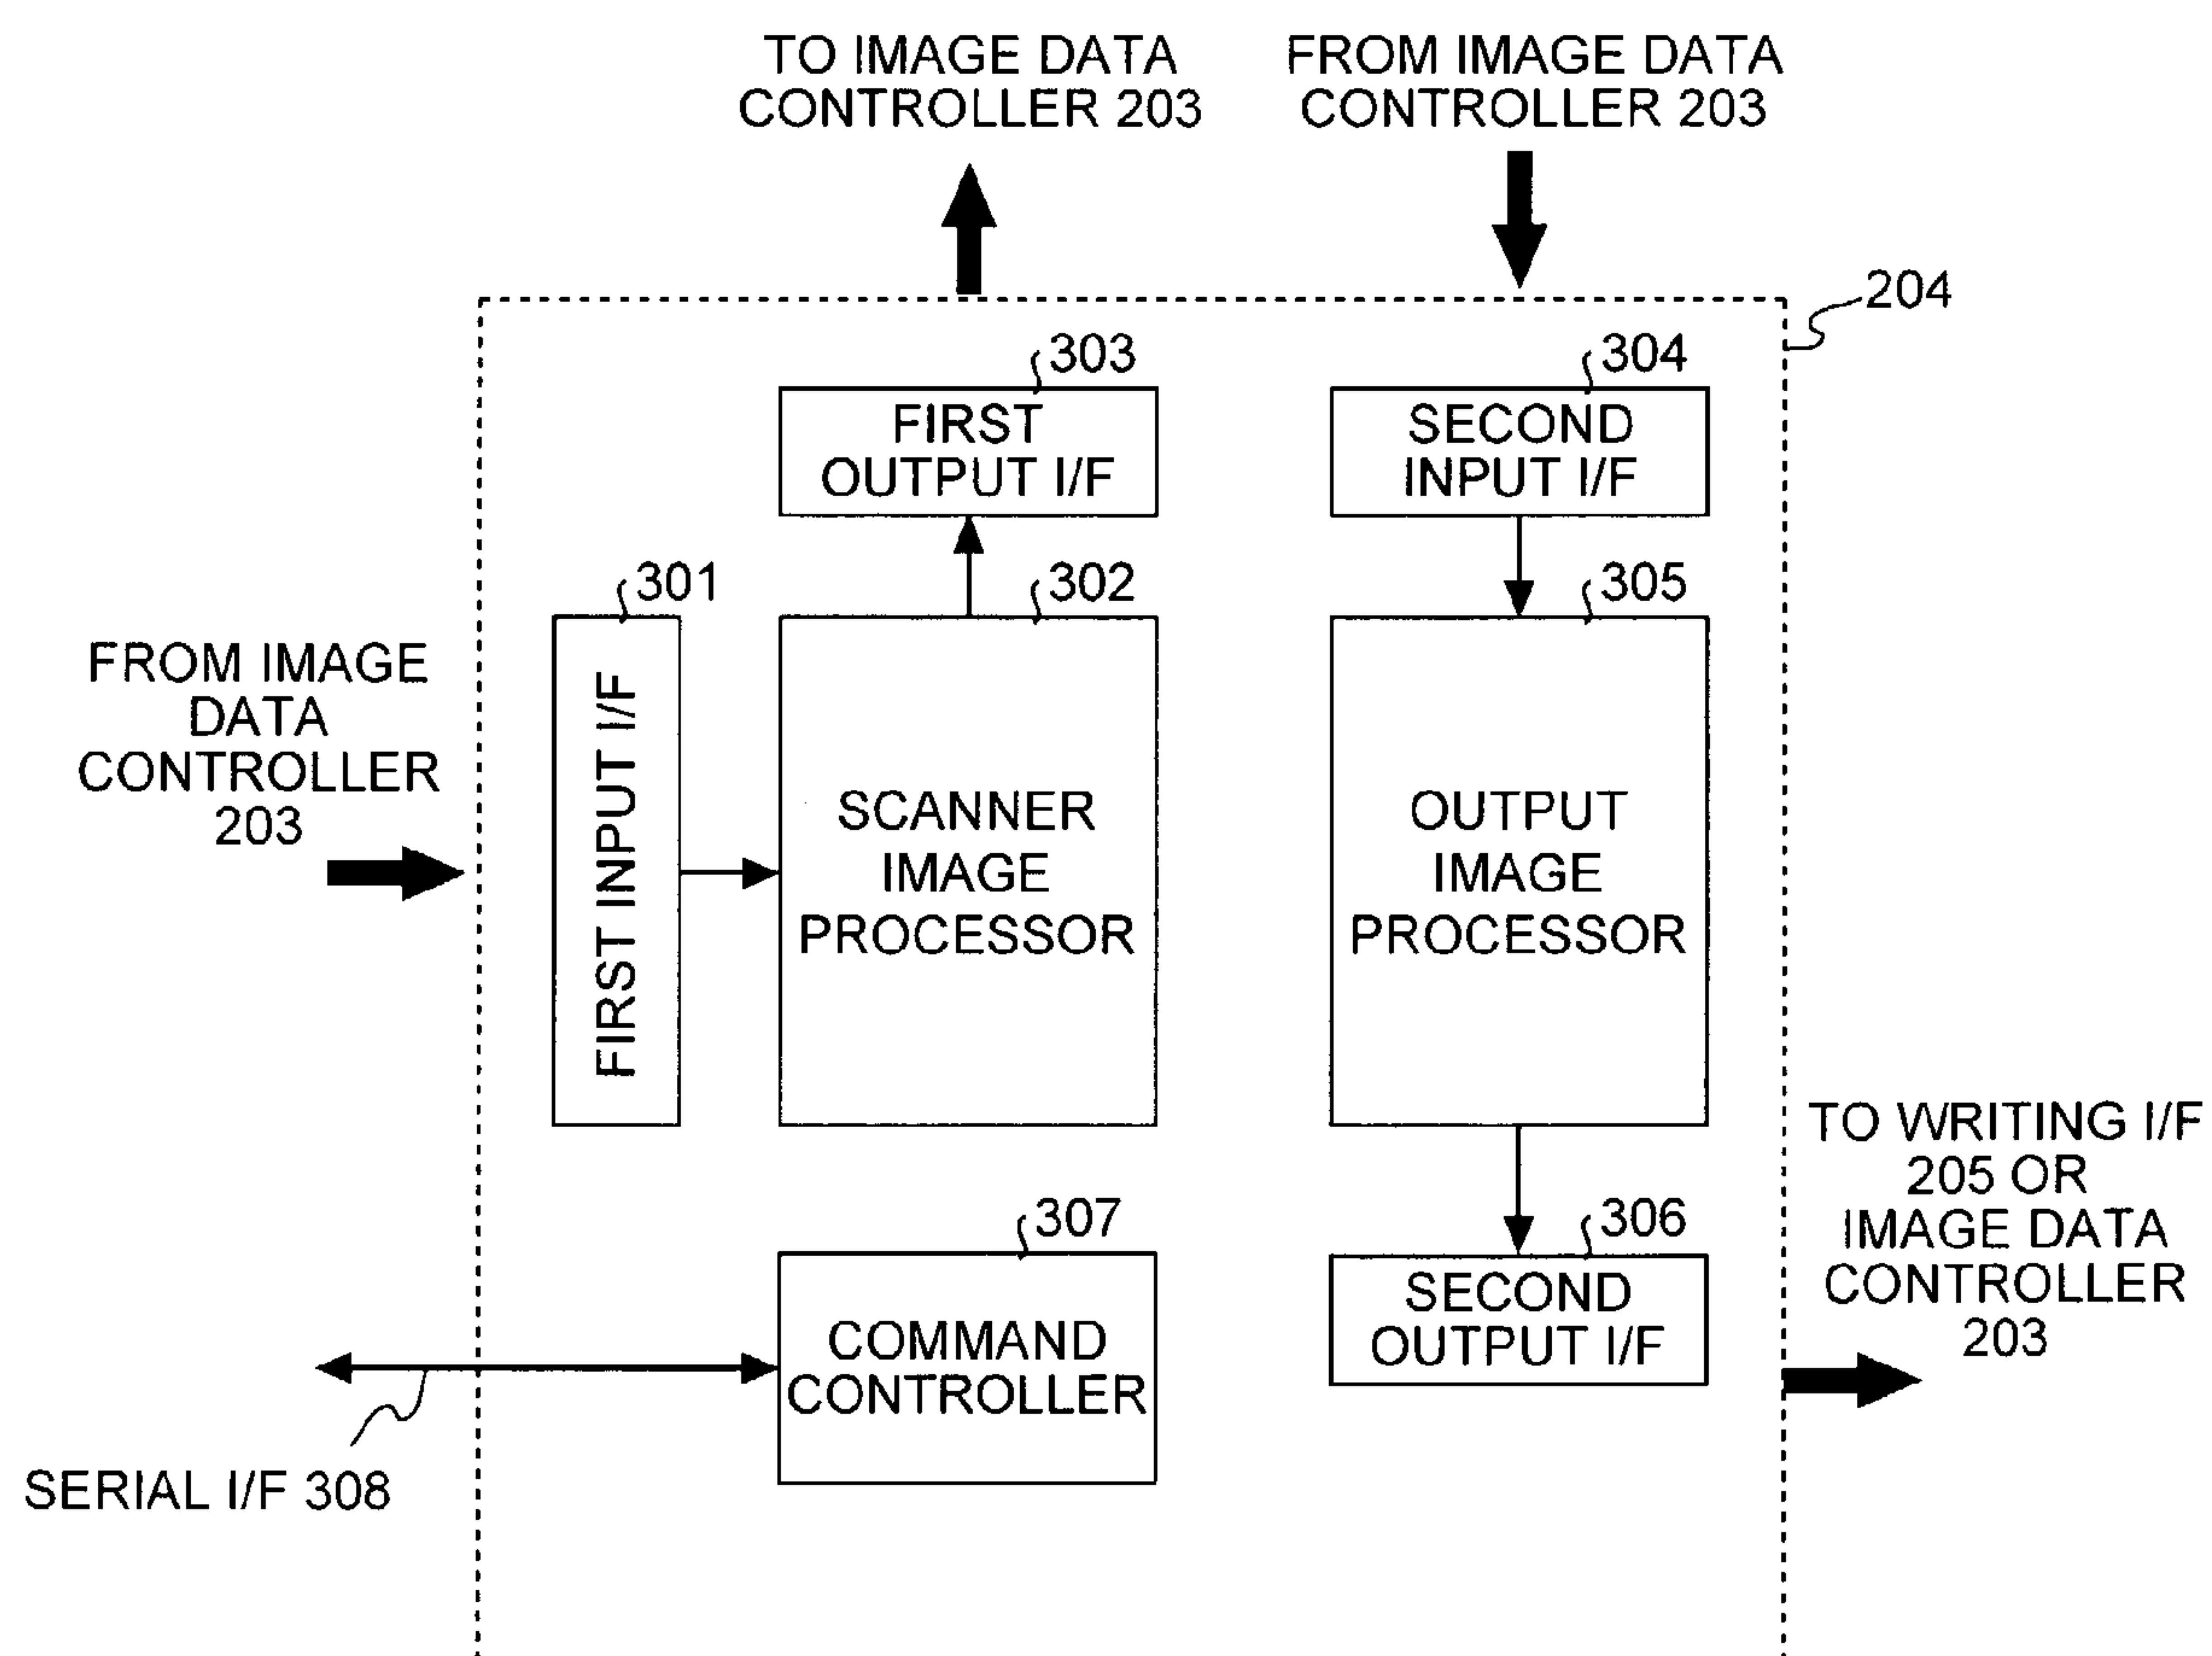 TO IMAGE DATA
CONTROLLER 203
FROM IMAGE DATA
CONTROLLER 203
204
303
FIRST
OUTPUT I/F
304
SECOND
INPUT I/F
301
FIRST INPUT I/F
302
SCANNER
IMAGE
PROCESSOR
305
OUTPUT
IMAGE
PROCESSOR
FROM IMAGE
DATA
CONTROLLER
203
307
COMMAND
CONTROLLER
306
SECOND
OUTPUT I/F
TO WRITING I/F
205 OR
IMAGE DATA
CONTROLLER
203
SERIAL I/F 308